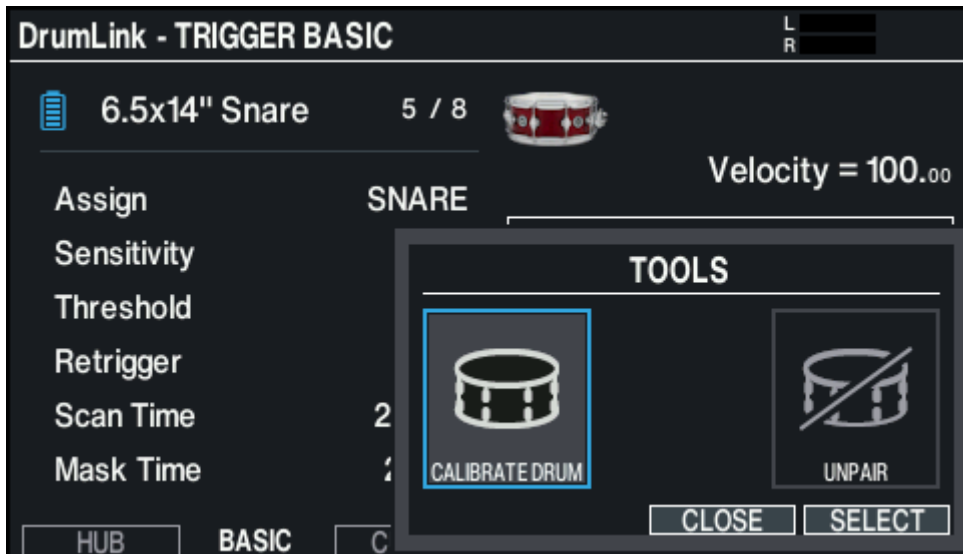 DrumLink - TRIGGER BASIC
L
R
6.5x14" Snare 5 / 8
Velocity = 100.00
Assign SNARE
Sensitivity
Threshold
Retrigger
Scan Time 2
Mask Time
TOOLS
CALIBRATE DRUM UNPAIR
CLOSE SELECT
HUB BASIC C